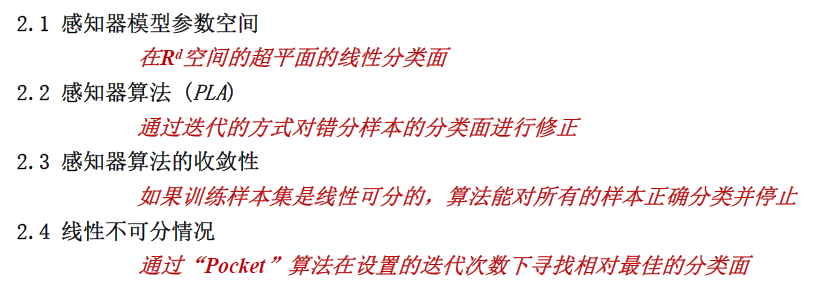 2.1 感知器模型参数空间
在Rᵈ空间的超平面的线性分类面
2.2 感知器算法 (PLA)
通过迭代的方式对错分样本的分类面进行修正
2.3 感知器算法的收敛性
如果训练样本集是线性可分的，算法能对所有的样本正确分类并停止
2.4 线性不可分情况
通过“Pocket”算法在设置的迭代次数下寻找相对最佳的分类面